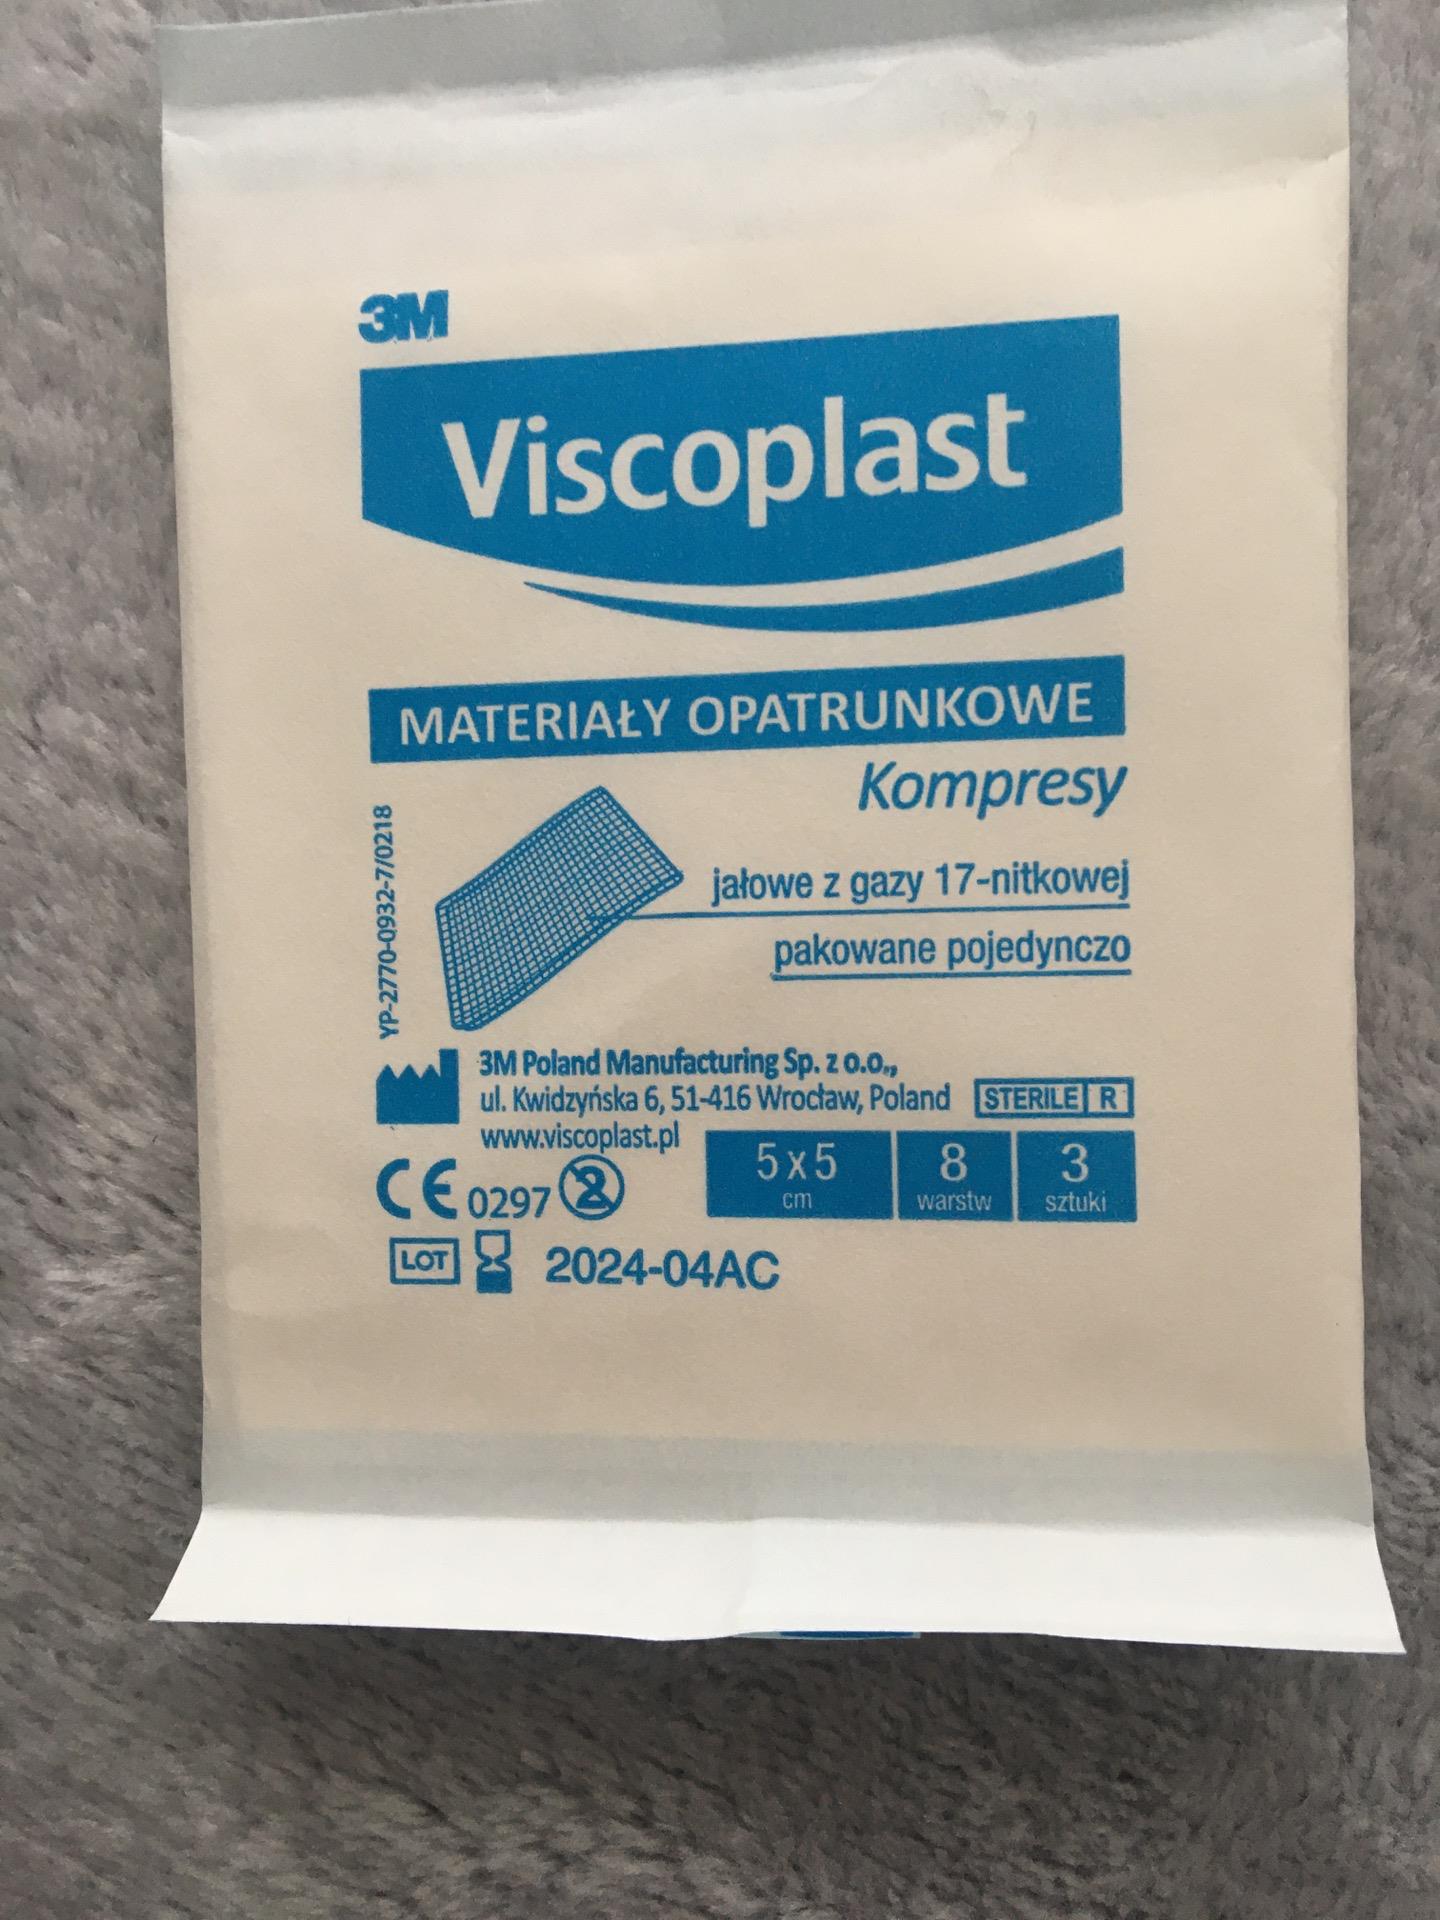 3M
Viscoplast
MATERIAŁY OPATRUNKOWE
Kompresy
jałowe z gazy 17-nitkowej
pakowane pojedynczo
YP-2770-0932-7/0218
3M Poland Manufacturing Sp. z o.o.,
ul. Kwidzyńska 6, 51-416 Wrocław, Poland
STERILE R
www.viscoplast.pl
5 x 5 8 3
cm warstw sztuki
CE 0297 2
LOT 2024-04AC